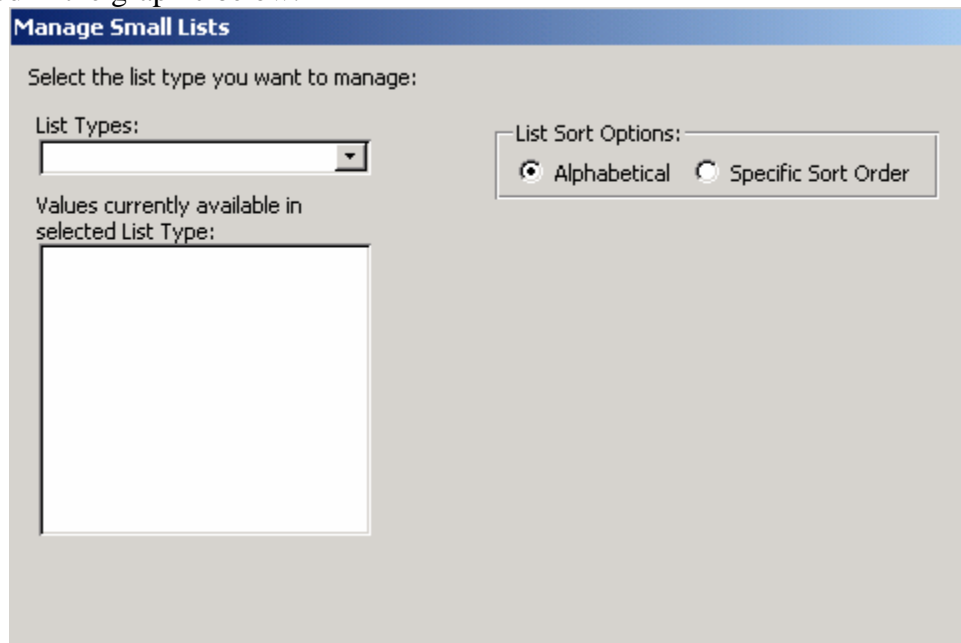 Manage Small Lists
Select the list type you want to manage:
List Types:
List Sort Options:
Alphabetical Specific Sort Order
Values currently available in
selected List Type: